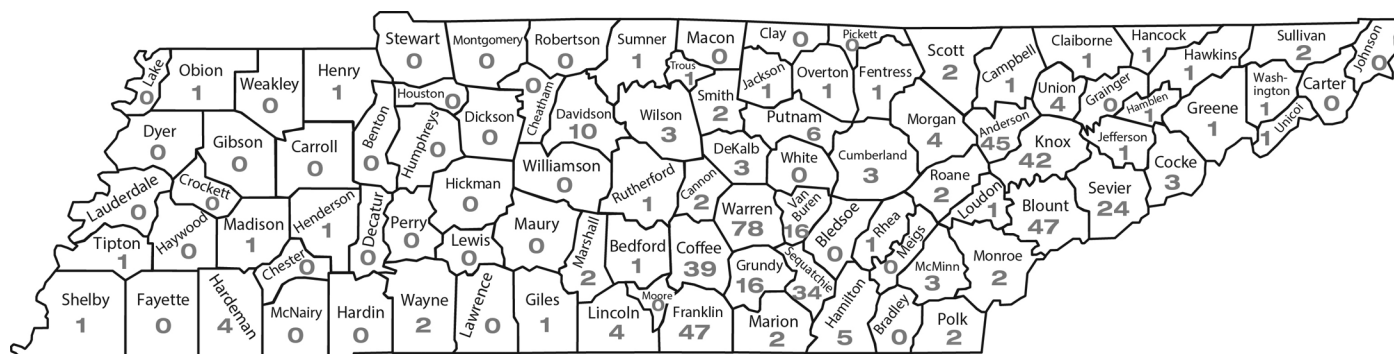 Lake
0
Obion
1
Weakley
0
Henry
1
Stewart
0
Montgomery
0
Robertson
0
Sumner
1
Macon
0
Trous
1
Clay 0
Pickett
0
Jackson
1
Overton
1
Fentress
1
Scott
2
Campbell
1
Claiborne
1
Hancock
1
Hawkins
1
Sullivan
2
Johnson
0
Carter
0
Wash-
ington
1
Unicoi
1
Greene
1
Hamblen
1
Grainger
0
Union
4
Anderson
45
Morgan
4
Knox
42
Jefferson
1
Cocke
3
Sevier
24
Blount
47
Loudon
1
Roane
2
Cumberland
3
Putnam
6
White
0
DeKalb
3
Smith
2
Wilson
3
Davidson
10
Cheatham
0
Dickson
0
Houston 0
Humphreys
0
Benton
0
Carroll
0
Gibson
0
Dyer
0
Crockett
0
Lauderdale
0
Haywood
0
Tipton
1
Madison
1
Henderson
1
Chester
0
Decatur
0
Perry
0
Hickman
0
Lewis
0
Williamson
0
Maury
0
Rutherford
1
Cannon
2
Warren
78
Van
Buren
16
Bledsoe
0
Rhea
1
Meigs
0
McMinn
3
Monroe
2
Marshall
2
Bedford
1
Coffee
39
Grundy
16
Sequatchie
34
Hamilton
5
Bradley
0
Polk
2
Marion
2
Franklin
47
Moore
0
Lincoln
4
Giles
1
Lawrence
0
Wayne
2
Hardin
0
McNairy
0
Hardeman
4
Fayette
0
Shelby
1